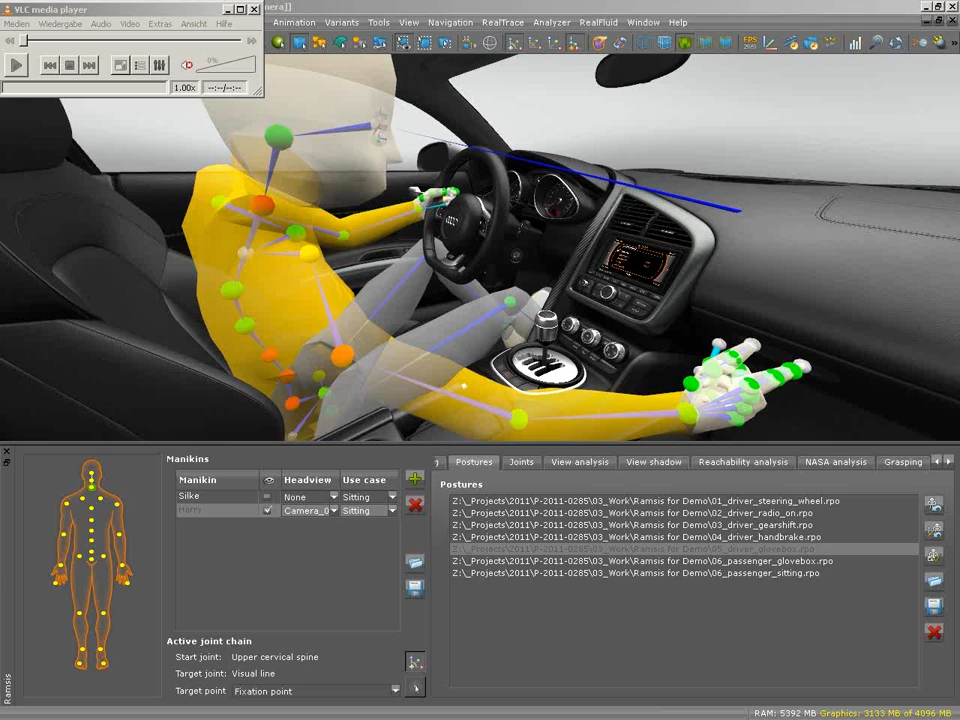 VLC media player
mera]]
Medien Wiedergabe Audio Video Extras Ansicht Hilfe
Animation Variants Tools View Navigation RealTrace Analyzer RealFluid Window Help
0%
1.00x --:--/--:--
FPS
Manikins
Manikin Headview Use case
Silke None Sitting
Harry Camera_0 Sitting
Active joint chain
Start joint: Upper cervical spine
Target joint: Visual line
Target point Fixation point
Ramsis
Postures Joints View analysis View shadow Reachability analysis NASA analysis Grasping
Postures
Z:\_Projects\2011\P-2011-0285\03_Work\Ramsis for Demo\01_driver_steering_wheel.rpo
Z:\_Projects\2011\P-2011-0285\03_Work\Ramsis for Demo\02_driver_radio_on.rpo
Z:\_Projects\2011\P-2011-0285\03_Work\Ramsis for Demo\03_driver_gearshift.rpo
Z:\_Projects\2011\P-2011-0285\03_Work\Ramsis for Demo\04_driver_handbrake.rpo
Z:\_Projects\2011\P-2011-0285\03_Work\Ramsis for Demo\05_driver_glovebox.rpo
Z:\_Projects\2011\P-2011-0285\03_Work\Ramsis for Demo\06_passenger_glovebox.rpo
Z:\_Projects\2011\P-2011-0285\03_Work\Ramsis for Demo\06_passenger_sitting.rpo
RAM: 5392 MB Graphics: 3133 MB of 4096 MB